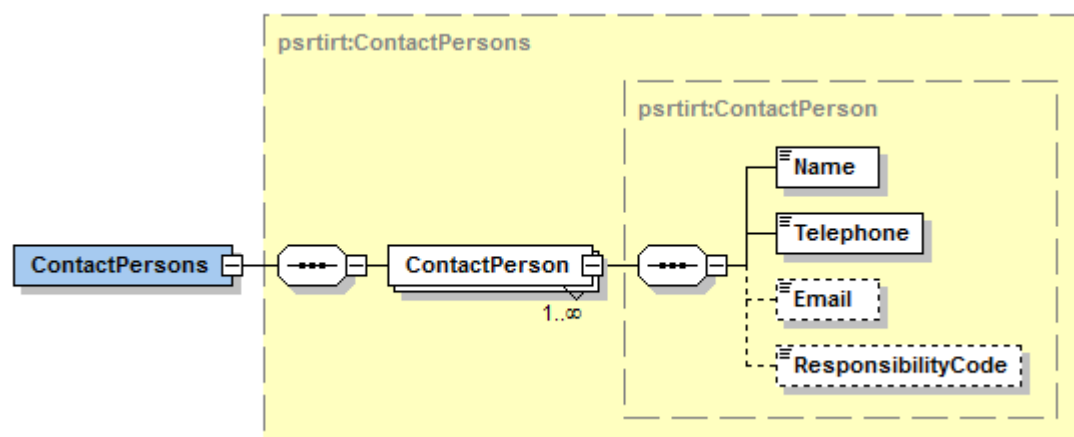 psrtirt:ContactPersons
psrtirt:ContactPerson
Name
Telephone
ContactPersons
ContactPerson
1..∞
Email
ResponsibilityCode